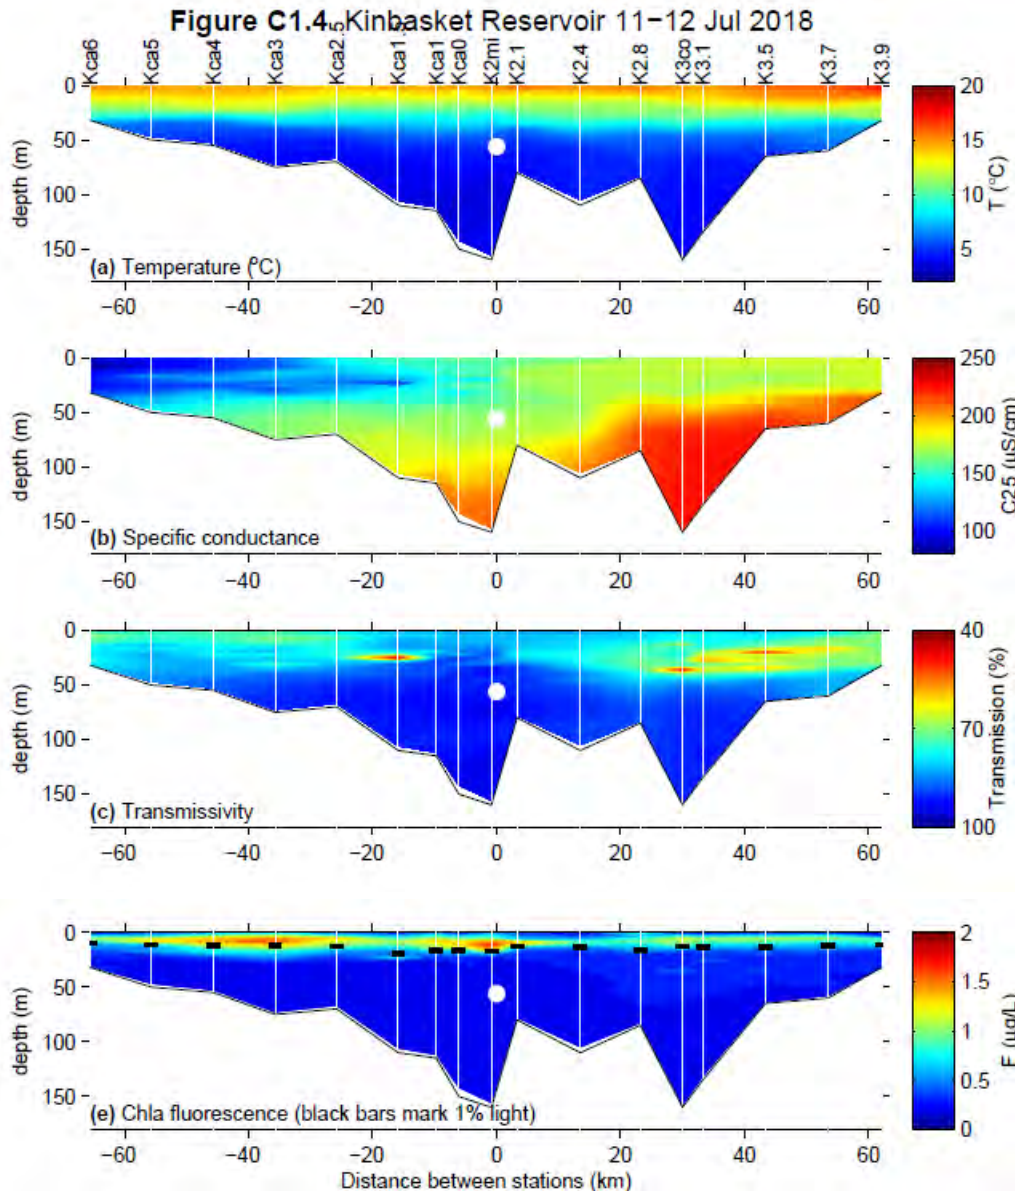 Figure C1.4. Kinbasket Reservoir 11−12 Jul 2018
Kca6 Kca5 Kca4 Kca3 Kca2.5 Kca1.5 Kca1 Kca0 K2mi K2.1 K2.4 K2.8 K3co K3.1 K3.5 K3.7 K3.9
0
50
100
150
depth (m)
(a) Temperature (°C)
−60 −40 −20 0 20 40 60
20
15
10
5
T (°C)
0
50
100
150
depth (m)
(b) Specific conductance
−60 −40 −20 0 20 40 60
250
200
150
100
C25 (µS/cm)
0
50
100
150
depth (m)
(c) Transmissivity
−60 −40 −20 0 20 40 60
40
70
100
Transmission (%)
0
50
100
150
depth (m)
(e) Chla fluorescence (black bars mark 1% light)
−60 −40 −20 0 20 40 60
Distance between stations (km)
2
1.5
1
0.5
0
F (µg/L)